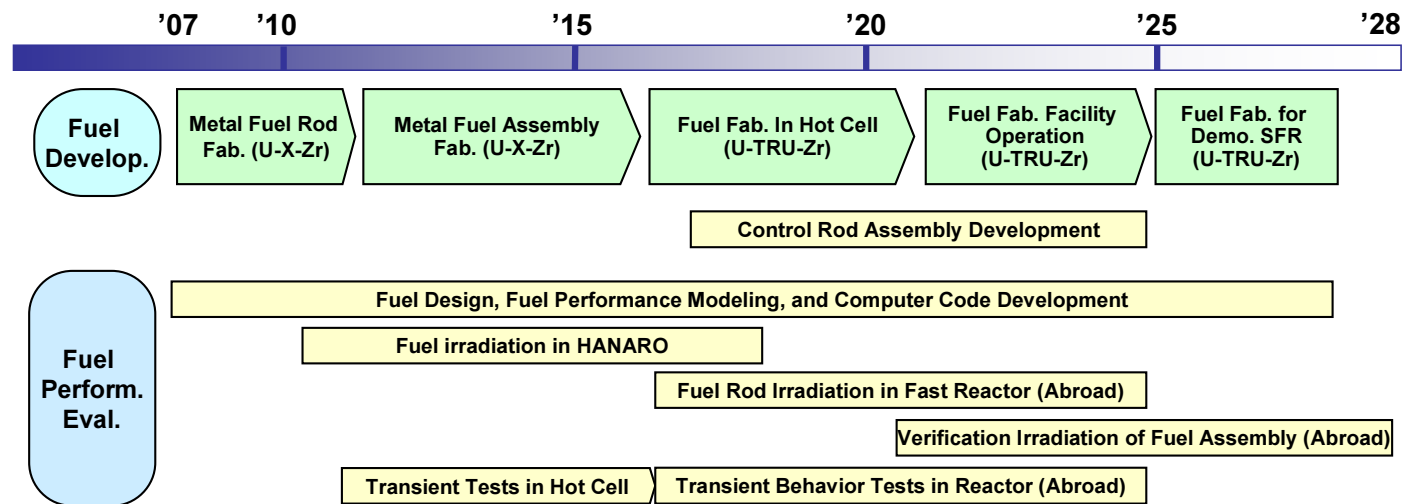 ’07 ’10 ’15 ’20 ’25 ’28
Fuel
Develop.
Metal Fuel Rod
Fab. (U-X-Zr)
Metal Fuel Assembly
Fab. (U-X-Zr)
Fuel Fab. In Hot Cell
(U-TRU-Zr)
Fuel Fab. Facility
Operation
(U-TRU-Zr)
Fuel Fab. for
Demo. SFR
(U-TRU-Zr)
Control Rod Assembly Development
Fuel
Perform.
Eval.
Fuel Design, Fuel Performance Modeling, and Computer Code Development
Fuel irradiation in HANARO
Fuel Rod Irradiation in Fast Reactor (Abroad)
Verification Irradiation of Fuel Assembly (Abroad)
Transient Tests in Hot Cell
Transient Behavior Tests in Reactor (Abroad)